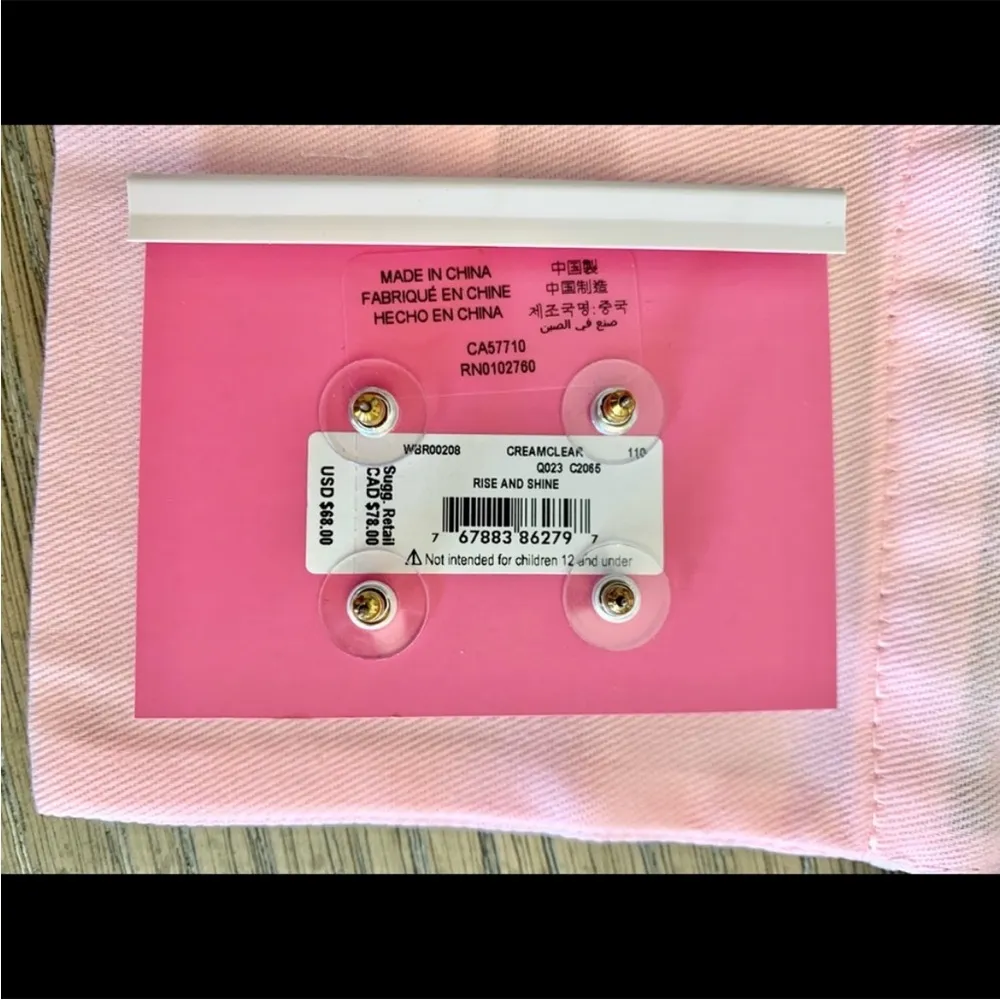 MADE IN CHINA
FABRIQUÉ EN CHINE
HECHO EN CHINA
中国製
中国制造
제조국명:중국
صنع في الصين
CA57710
RN0102760
WBR00208 CREAMCLEAR 110
Q023 C2065
RISE AND SHINE
7 67883 86279 7
⚠ Not intended for children 12 and under
Sugg. Retail
CAD $78.00
USD $68.00